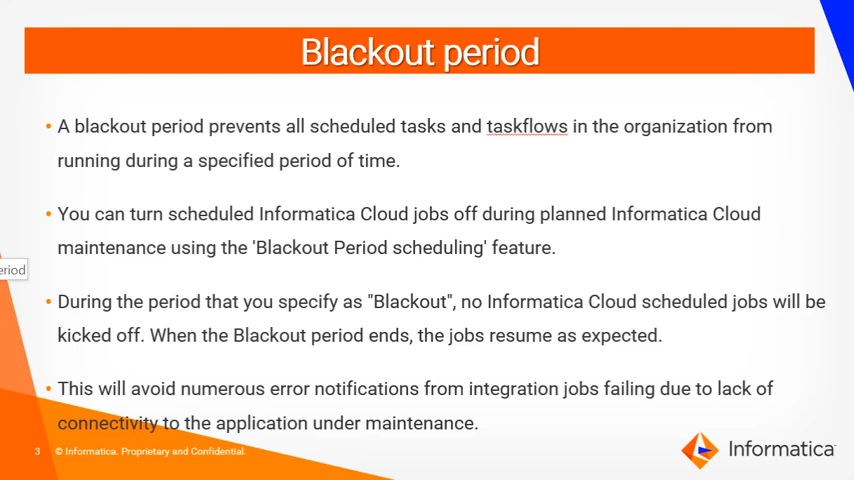 Blackout period
• A blackout period prevents all scheduled tasks and taskflows in the organization from
running during a specified period of time.
• You can turn scheduled Informatica Cloud jobs off during planned Informatica Cloud
maintenance using the 'Blackout Period scheduling' feature.
eriod
• During the period that you specify as "Blackout", no Informatica Cloud scheduled jobs will be
kicked off. When the Blackout period ends, the jobs resume as expected.
• This will avoid numerous error notifications from integration jobs failing due to lack of
connectivity to the application under maintenance.
3 © Informatica. Proprietary and Confidential.
Informatica